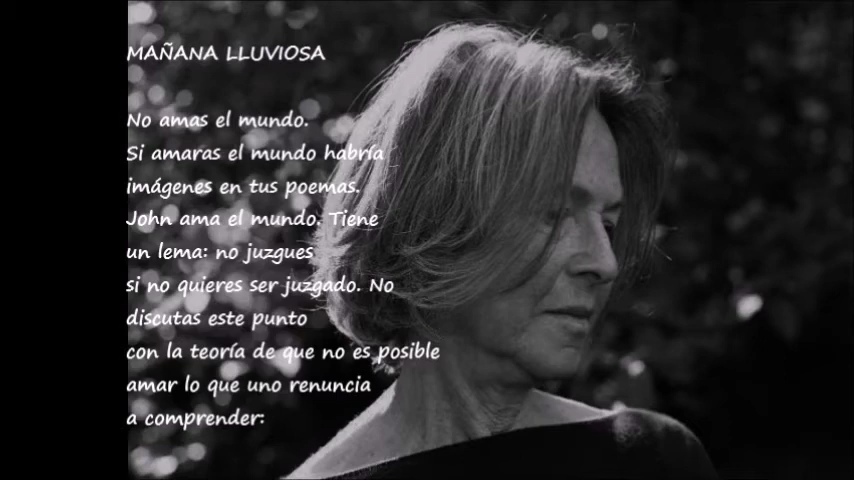 MAÑANA LLUVIOSA
No amas el mundo.
Si amaras el mundo habría
imágenes en tus poemas.
John ama el mundo. Tiene
un lema: no juzgues
si no quieres ser juzgado. No
discutas este punto
con la teoría de que no es posible
amar lo que uno renuncia
a comprender: